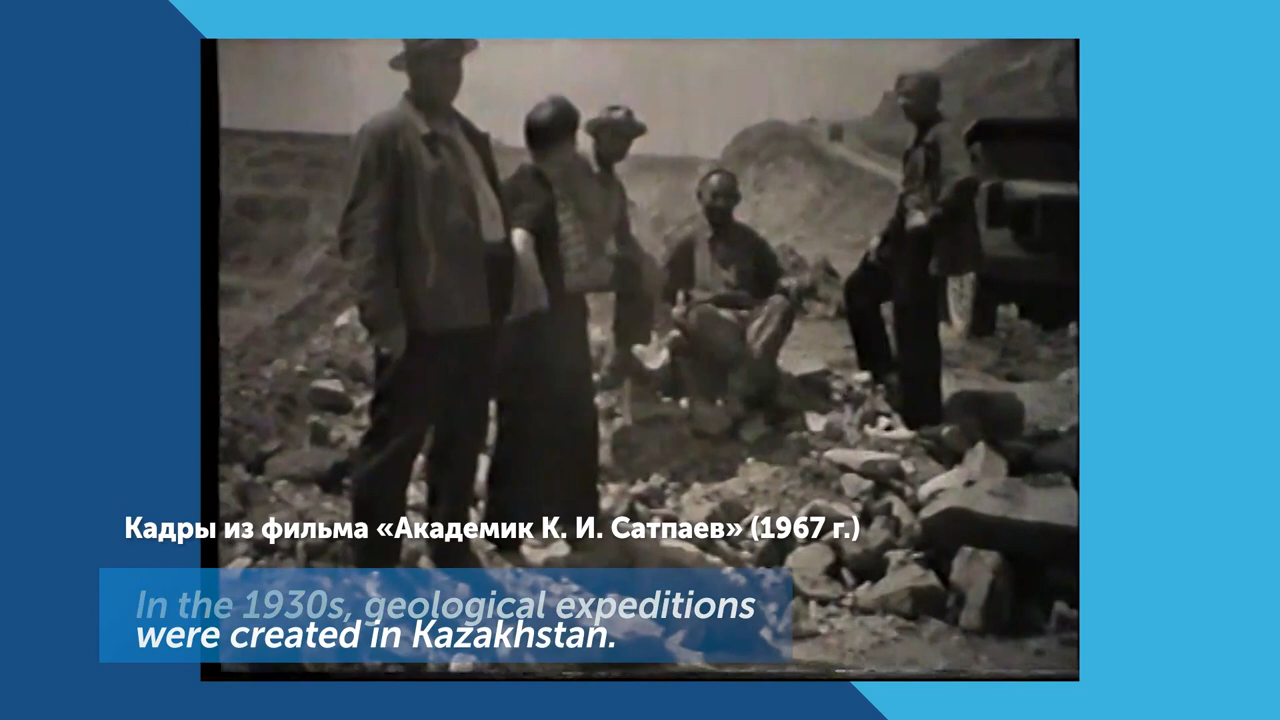 Кадры из фильма «Академик К. И. Сатпаев» (1967 г.)
In the 1930s, geological expeditions
were created in Kazakhstan.